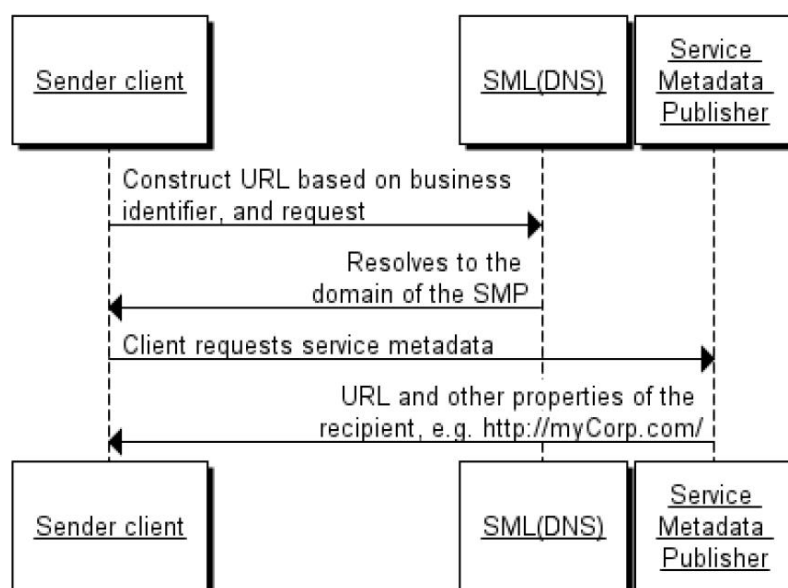 Sender client
SML(DNS)
Service
Metadata
Publisher
Construct URL based on business
identifier, and request
Resolves to the
domain of the SMP
Client requests service metadata
URL and other properties of the
recipient, e.g. http://myCorp.com/
Sender client
SML(DNS)
Service
Metadata
Publisher